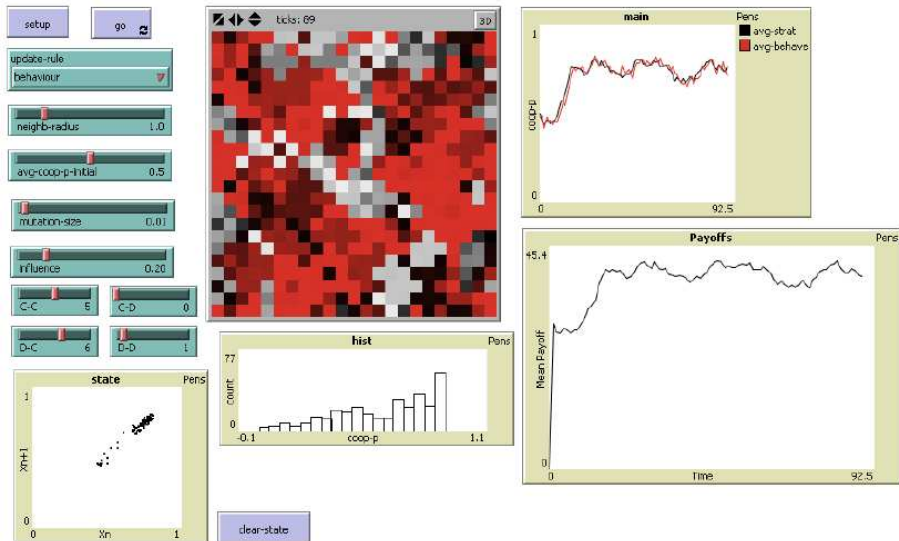 setup
go
update-rule
behaviour
neighb-radius 1.0
avg-coop-p-initial 0.5
mutation-size 0.01
influence 0.20
C-C 5
C-D 0
D-C 6
D-D 1
ticks: 89
3D
main
Pens
avg-strat
avg-behave
1
coop-p
0
0
92.5
Payoffs
Pens
45.4
Mean Payoff
0
0
Time
92.5
hist
Pens
77
count
0
-0.1
coop-p
1.1
state
Pens
1
Xn+1
0
0
Xn
1
clear-state